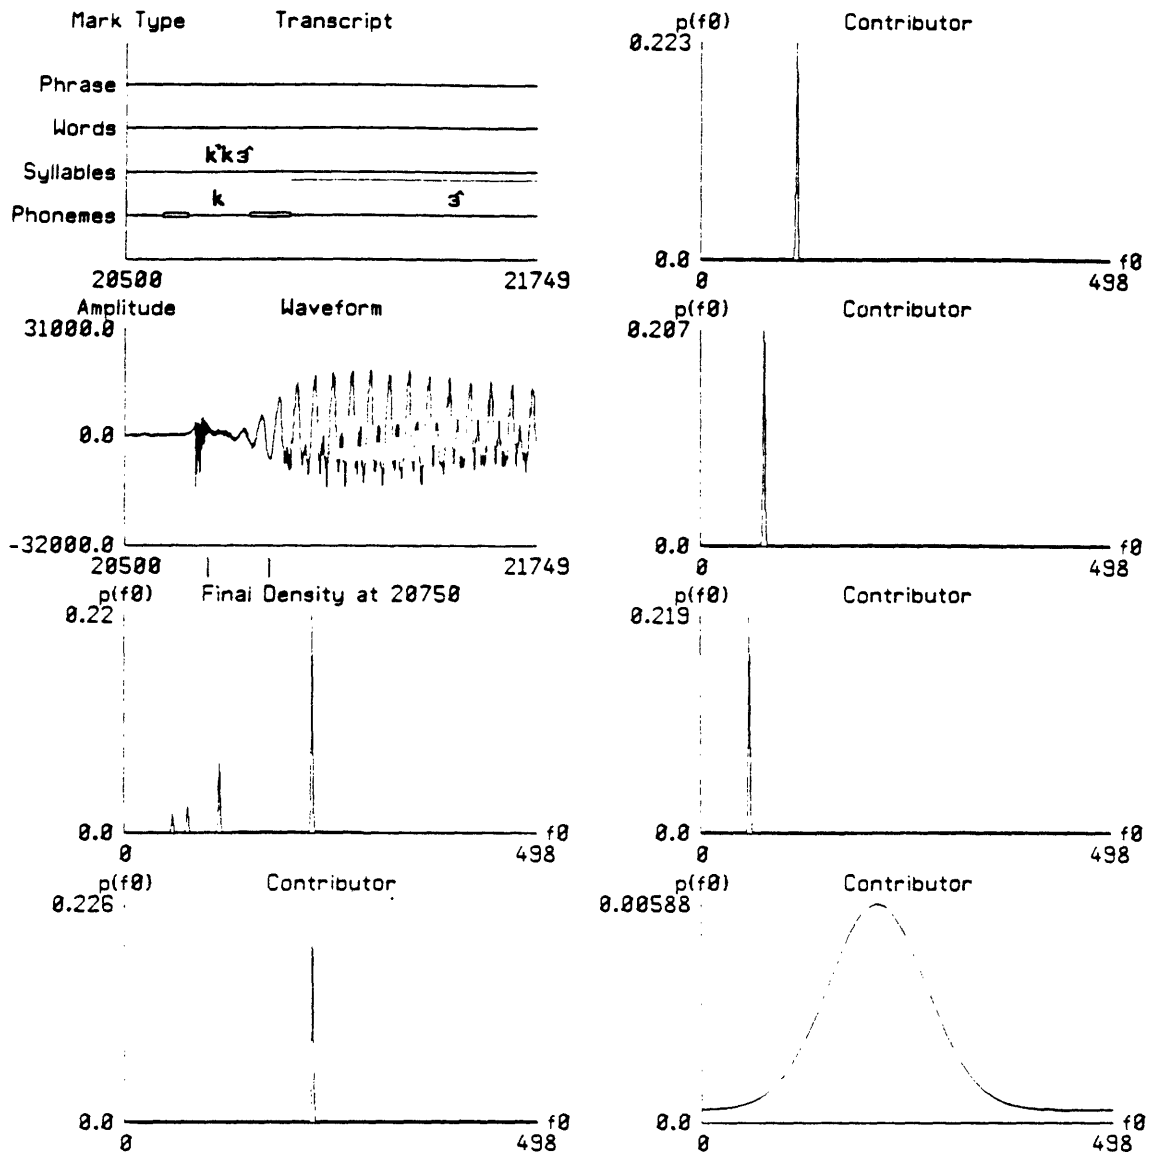 Mark Type Transcript
Phrase
Words
kʰkɝ
Syllables
k ɝ
Phonemes
20500 21749
Amplitude Waveform
31000.0
0.0
-32000.0
20500 21749
p(f0) Final Density at 20750
0.22
0.0 f0
0 498
p(f0) Contributor
0.226
0.0 f0
0 498
p(f0) Contributor
0.223
0.0 f0
0 498
p(f0) Contributor
0.207
0.0 f0
0 498
p(f0) Contributor
0.219
0.0 f0
0 498
p(f0) Contributor
0.00588
0.0 f0
0 498